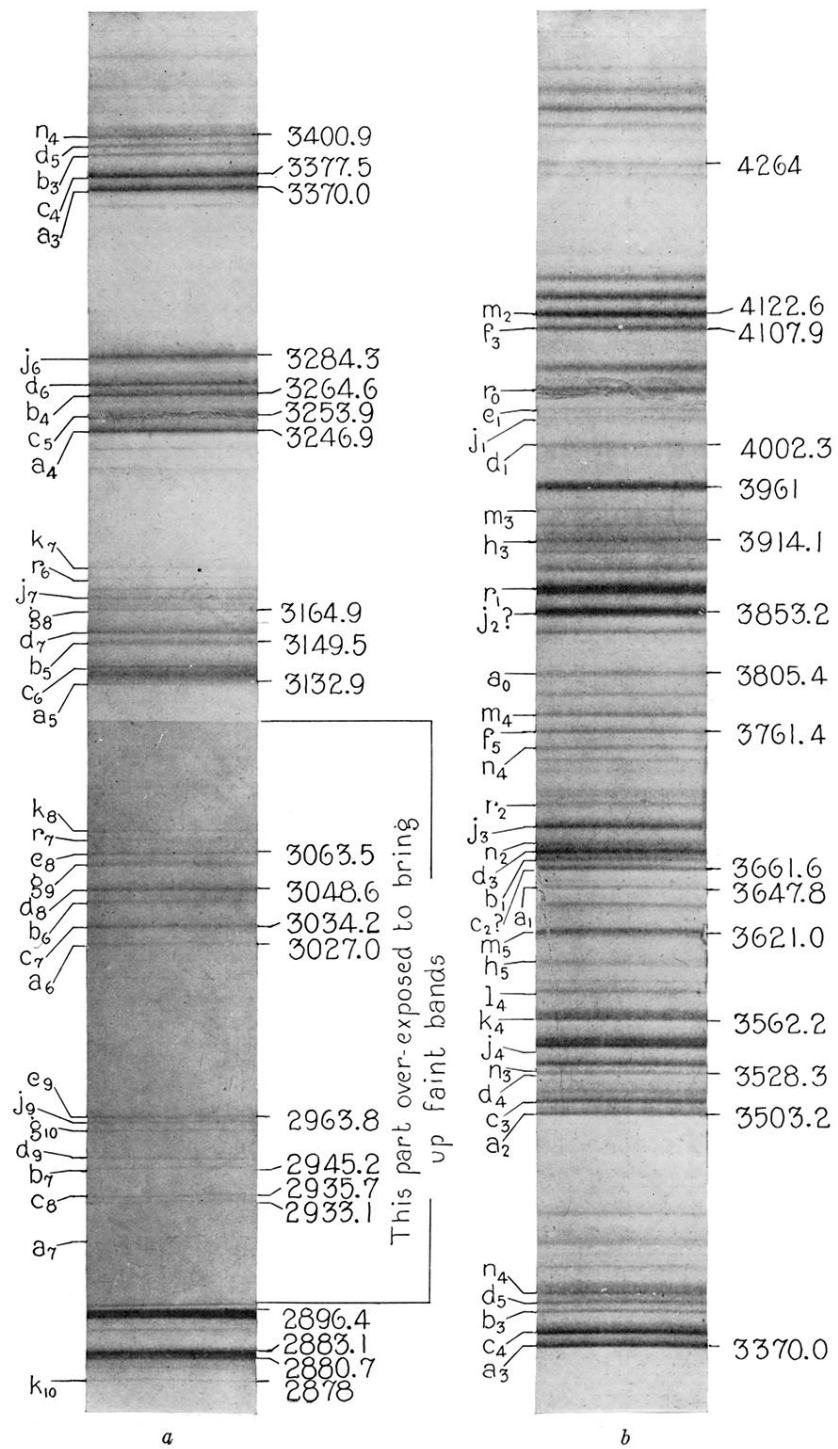 n4
d5
b3
c4
a3
3400.9
3377.5
3370.0
j6
d6
b4
c5
a4
3284.3
3264.6
3253.9
3246.9
k7
r6
j7
g8
d7
b5
c6
a5
3164.9
3149.5
3132.9
k8
r7
e8
g9
d8
b6
c7
a6
3063.5
3048.6
3034.2
3027.0
e9
j9
g10
d9
b7
c8
a7
2963.8
2945.2
2935.7
2933.1
This part over-exposed to bring
up faint bands
k10
2896.4
2883.1
2880.7
2878
a
4264
m2
f3
4122.6
4107.9
r0
e1
j1
d1
4002.3
3961
m3
h3
3914.1
r1
j2?
3853.2
a0
3805.4
m4
f5
n4
3761.4
r2
j3
n2
d3
b1
c2?
a1
3661.6
3647.8
m5
h5
3621.0
l4
k4
j4
3562.2
n3
d4
c3
a2
3528.3
3503.2
n4
d5
b3
c4
a3
3370.0
b